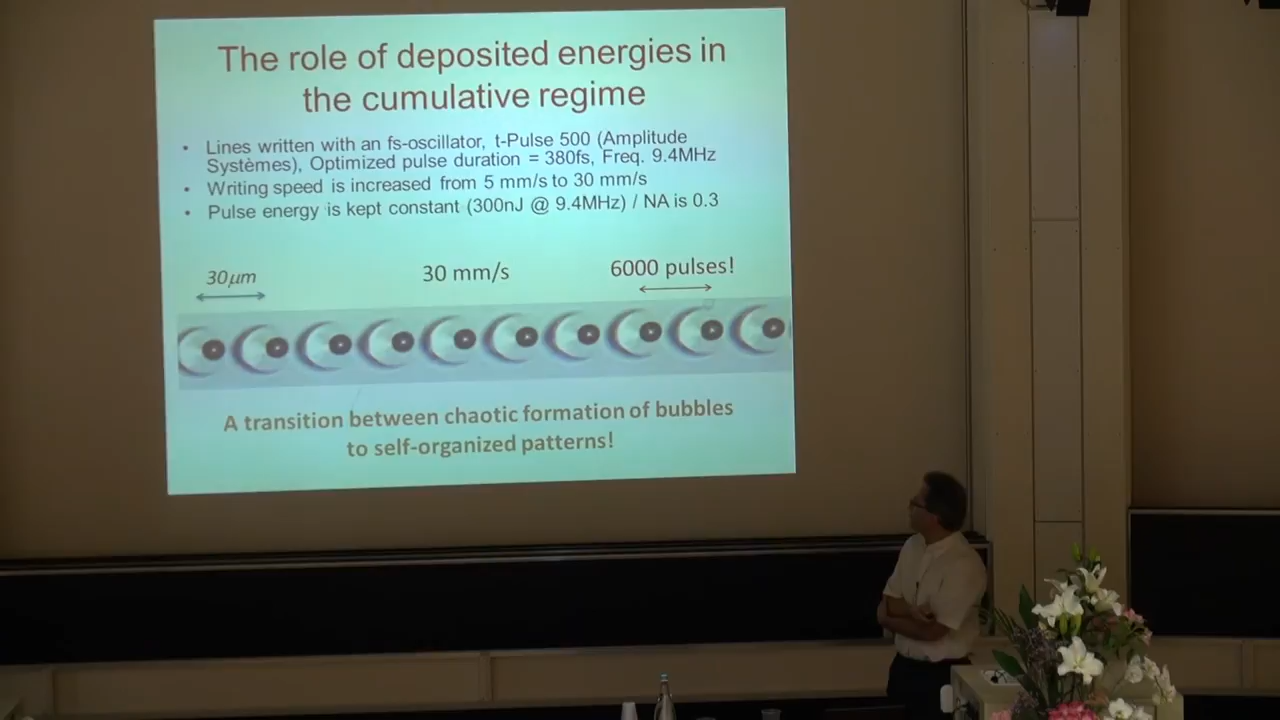 The role of deposited energies in
the cumulative regime
• Lines written with an fs-oscillator, t-Pulse 500 (Amplitude
Systèmes), Optimized pulse duration = 380fs, Freq. 9.4MHz
• Writing speed is increased from 5 mm/s to 30 mm/s
• Pulse energy is kept constant (300nJ @ 9.4MHz) / NA is 0.3
30µm 30 mm/s 6000 pulses!
A transition between chaotic formation of bubbles
to self-organized patterns!